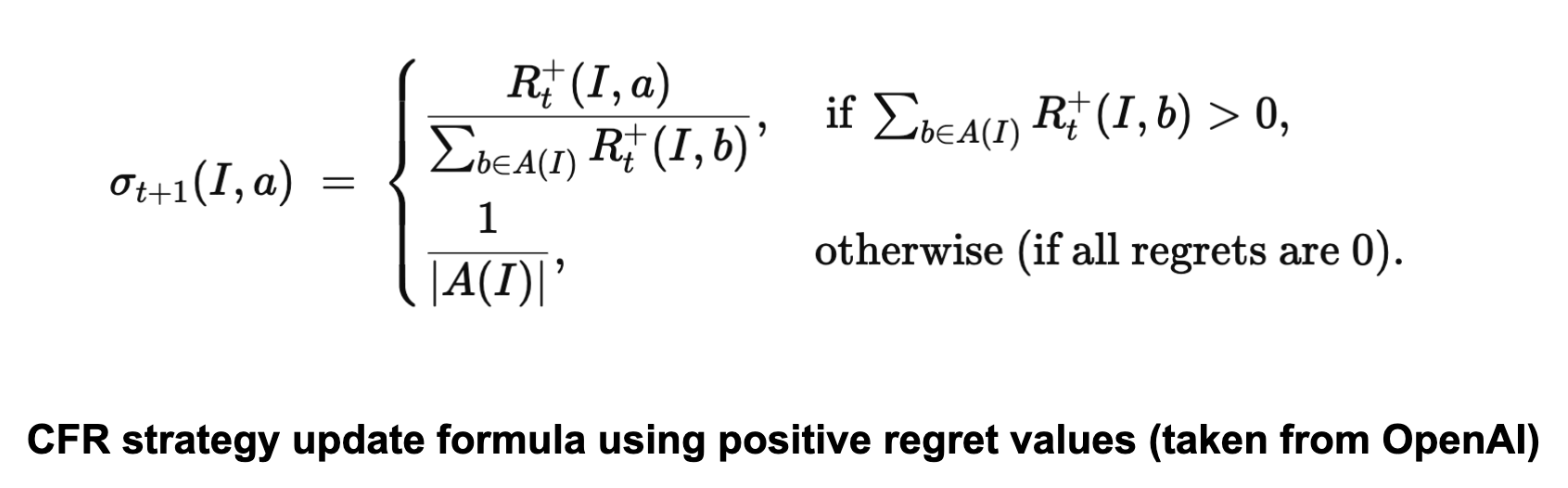 σ_{t+1}(I, a) = { R_t^+(I, a) / ∑_{b∈A(I)} R_t^+(I, b), if ∑_{b∈A(I)} R_t^+(I, b) > 0,
1 / |A(I)|, otherwise (if all regrets are 0).
CFR strategy update formula using positive regret values (taken from OpenAI)